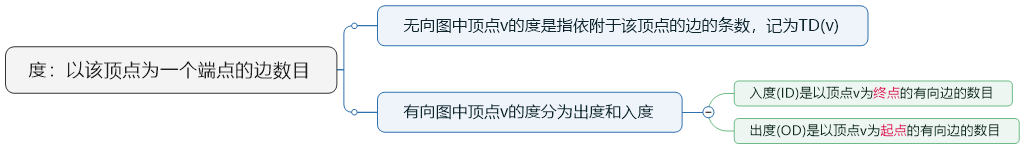 度：以该顶点为一个端点的边数目
无向图中顶点v的度是指依附于该顶点的边的条数，记为TD(v)
有向图中顶点v的度分为出度和入度
入度(ID)是以顶点v为终点的有向边的数目
出度(OD)是以顶点v为起点的有向边的数目